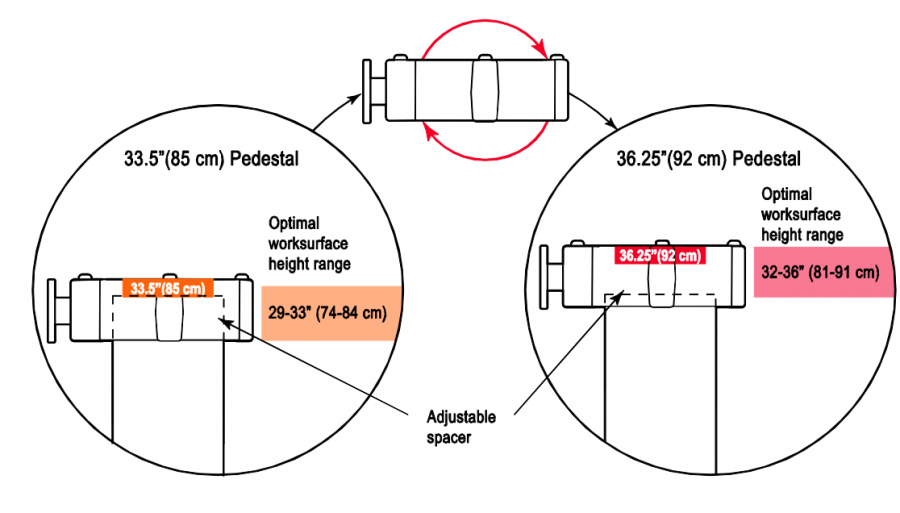 33.5”(85 cm) Pedestal
Optimal
worksurface
height range
33.5”(85 cm)
29-33” (74-84 cm)
36.25”(92 cm) Pedestal
Optimal
worksurface
height range
36.25”(92 cm)
32-36” (81-91 cm)
Adjustable
spacer